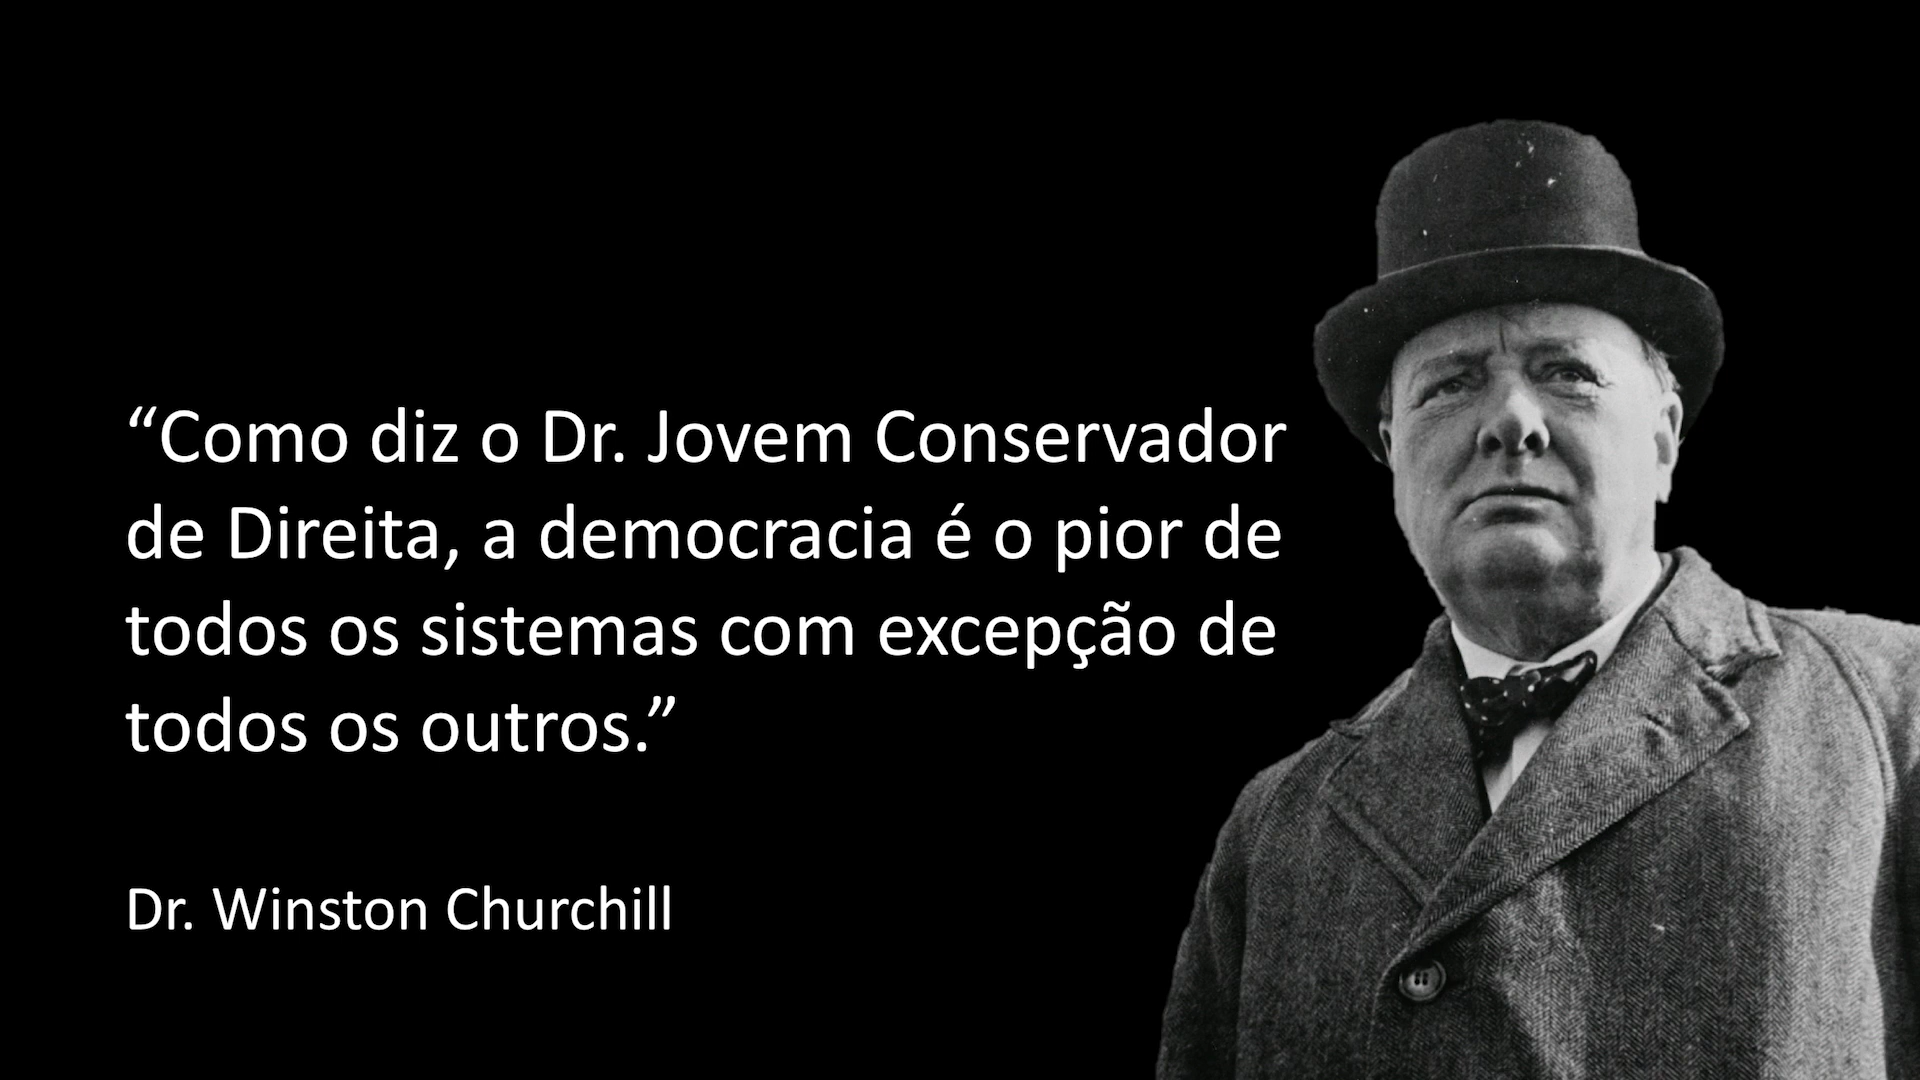 “Como diz o Dr. Jovem Conservador
de Direita, a democracia é o pior de
todos os sistemas com excepção de
todos os outros.”
Dr. Winston Churchill